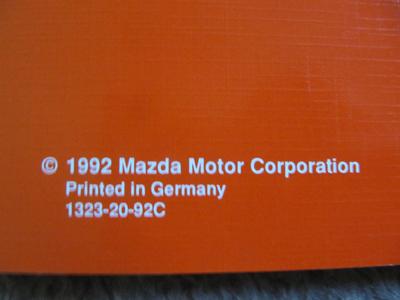 © 1992 Mazda Motor Corporation
Printed in Germany
1323-20-92C